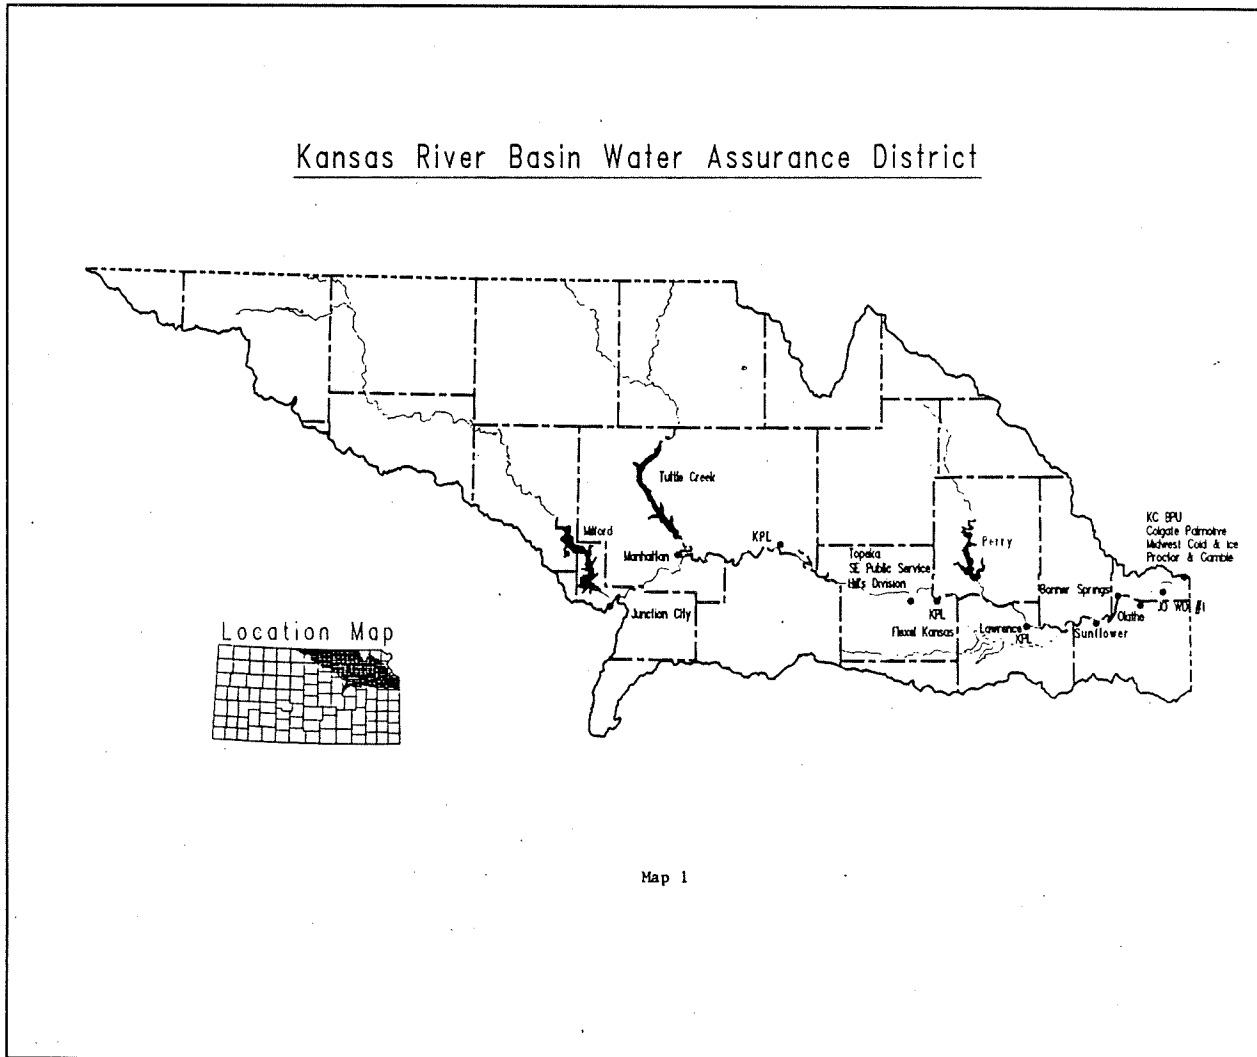 Kansas River Basin Water Assurance District
Tuttle Creek
Milford
Manhattan
KPL
Junction City
Topeka
SE Public Service
Hill's Division
KPL
Flexel Kansas
Perry
Lawrence
KPL
Sunflower
Bonner Springs
Olathe
JO WD #1
KC BPU
Colgate Palmolive
Midwest Cold & Ice
Proctor & Gamble
Location Map
Map 1